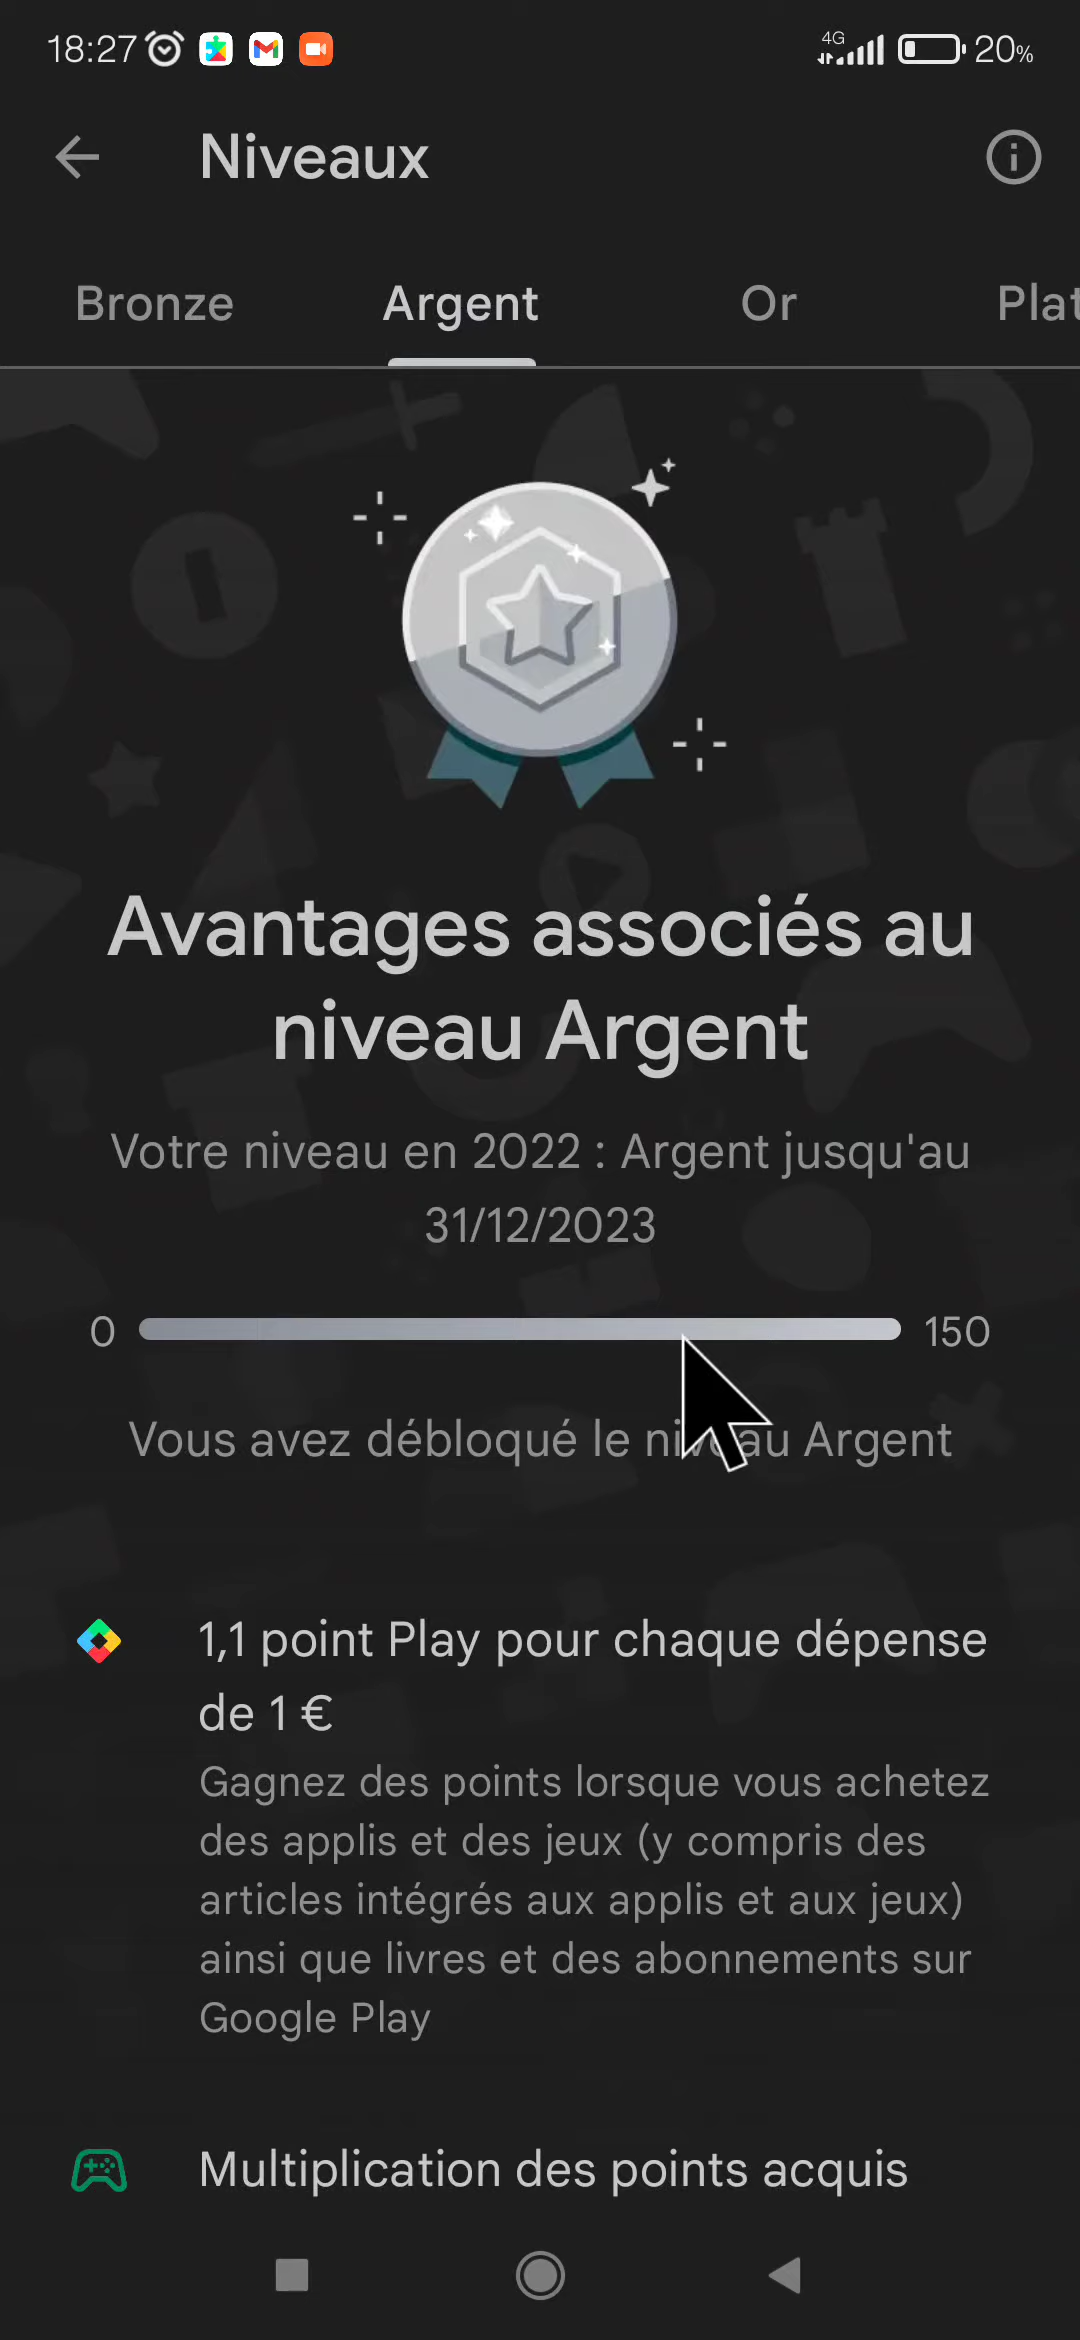 18:27
4G
20%
Niveaux
Bronze
Argent
Or
Plat
Avantages associés au
niveau Argent
Votre niveau en 2022 : Argent jusqu'au
31/12/2023
0
150
Vous avez débloqué le niveau Argent
1,1 point Play pour chaque dépense
de 1 €
Gagnez des points lorsque vous achetez
des applis et des jeux (y compris des
articles intégrés aux applis et aux jeux)
ainsi que livres et des abonnements sur
Google Play
Multiplication des points acquis